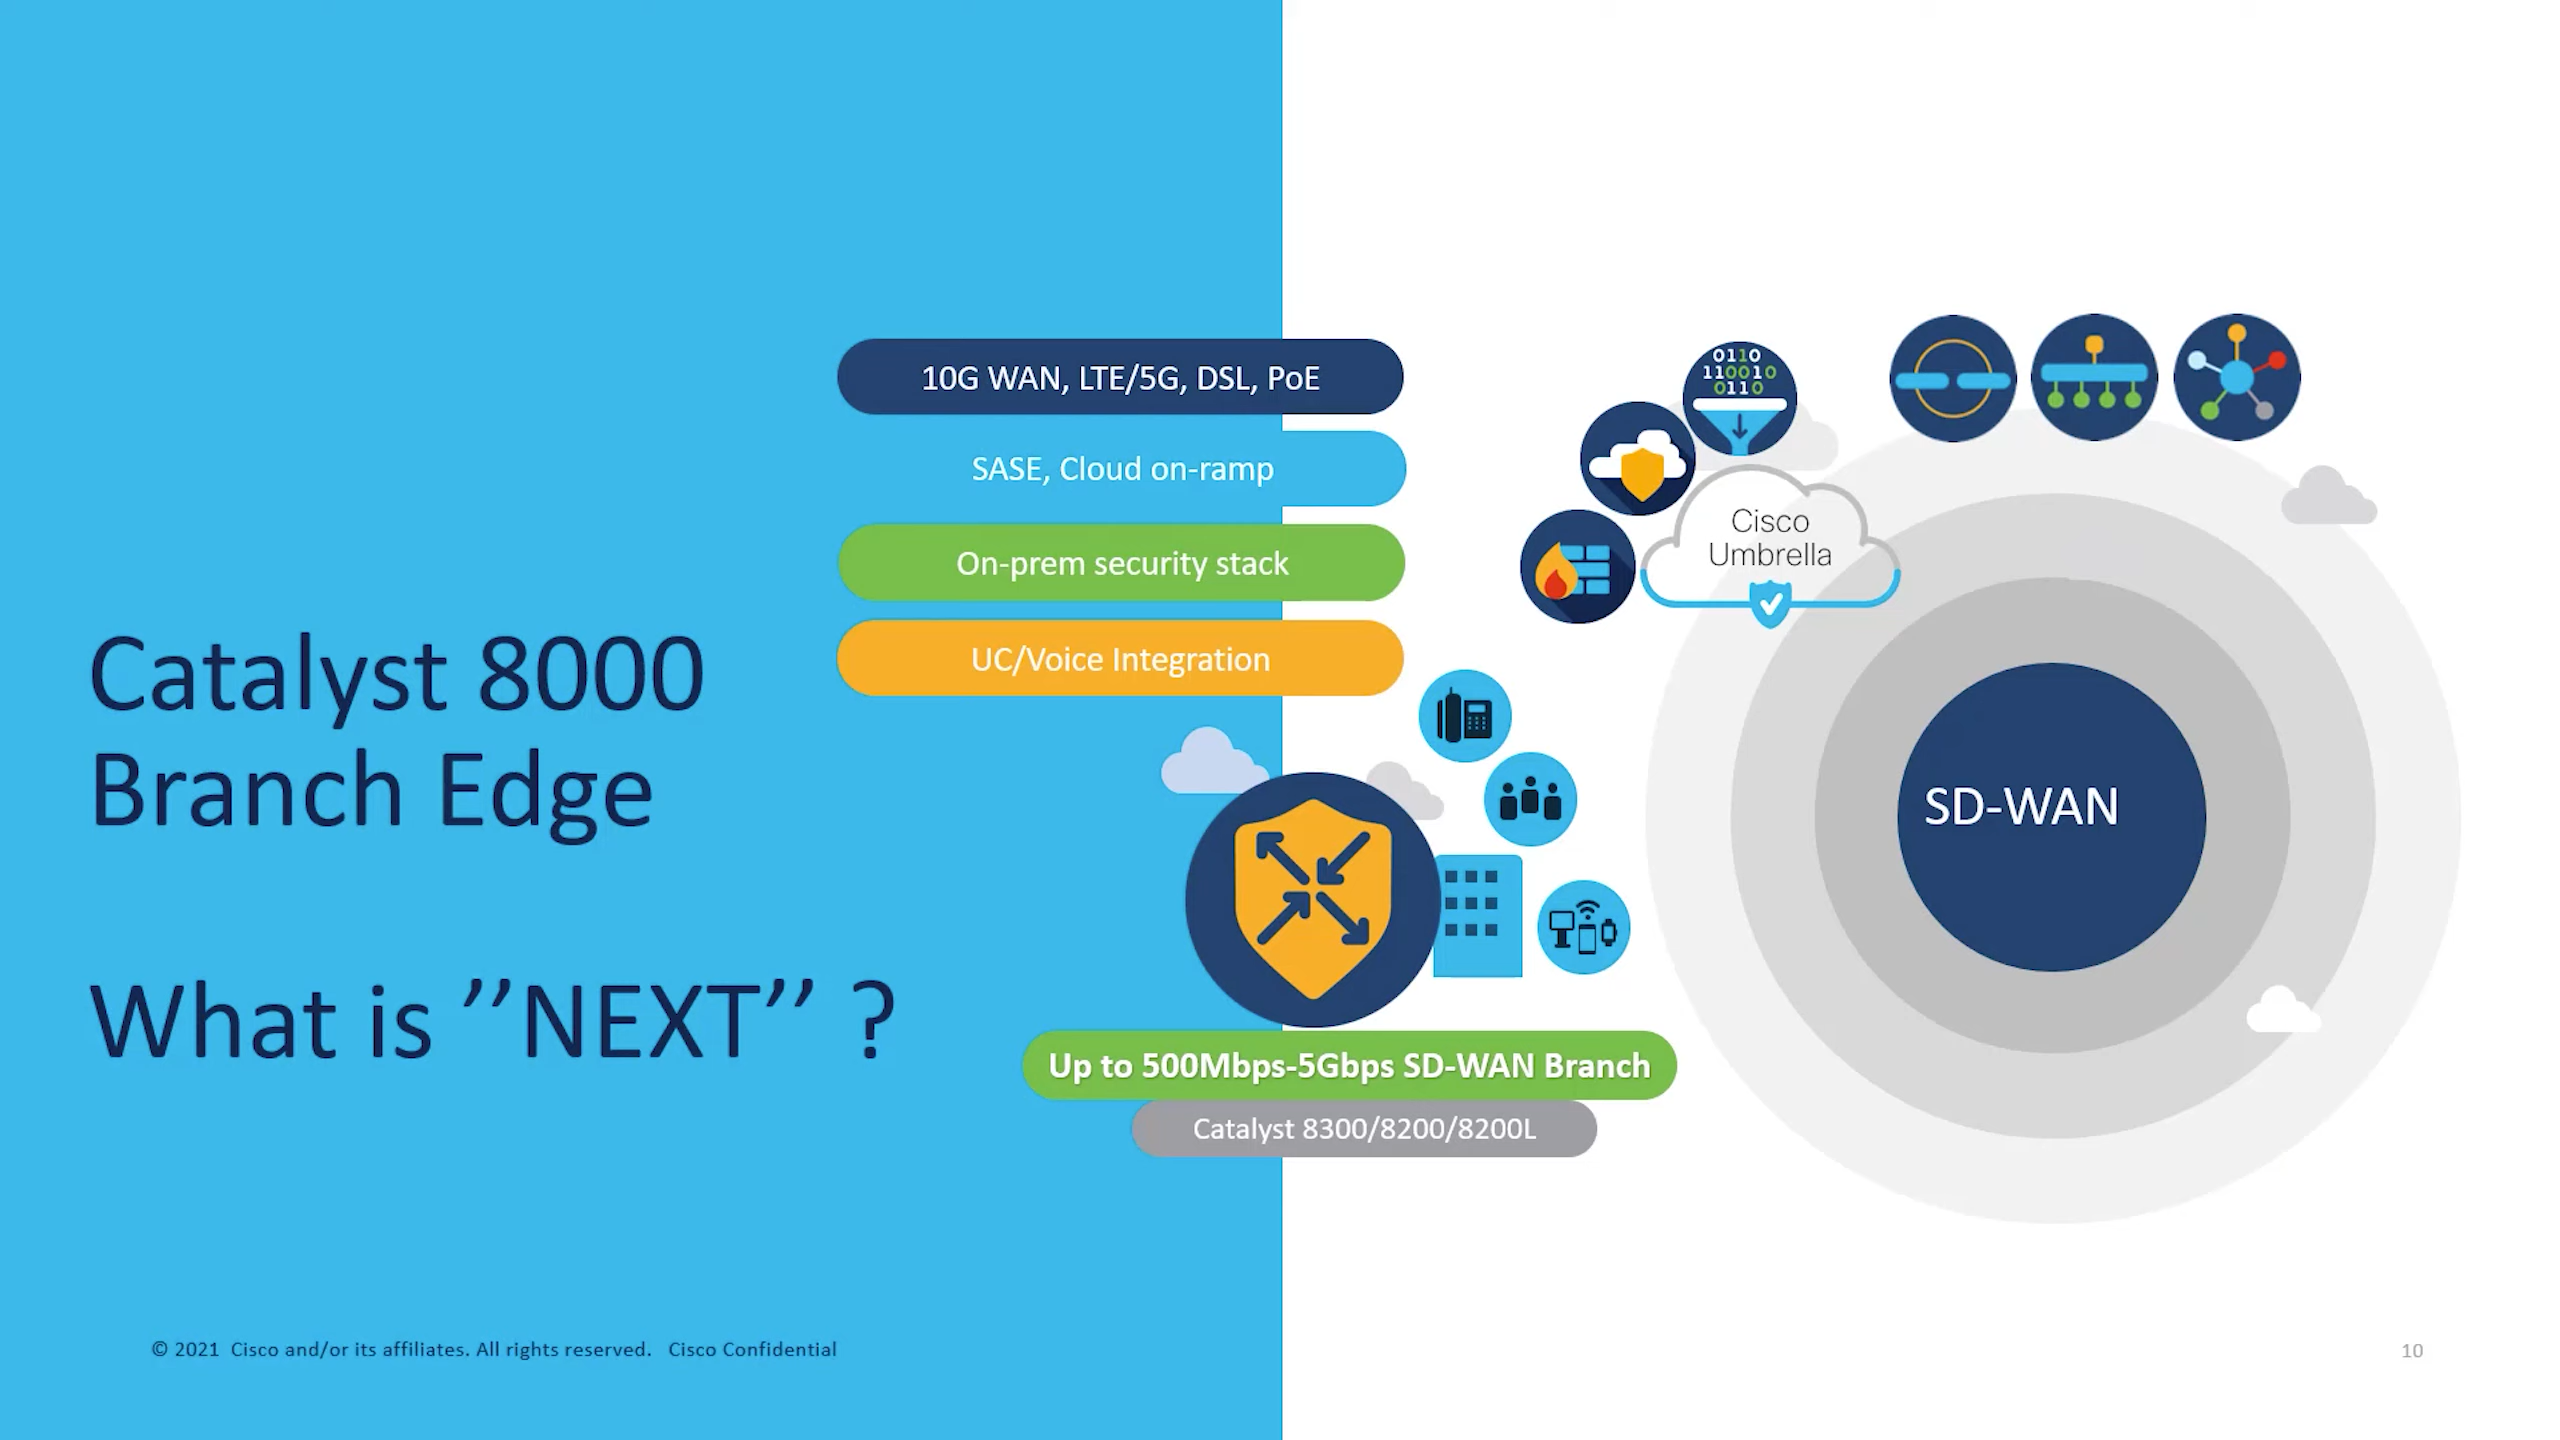 Catalyst 8000
Branch Edge
What is ’’NEXT’’ ?
10G WAN, LTE/5G, DSL, PoE
SASE, Cloud on-ramp
On-prem security stack
UC/Voice Integration
0110
110010
0110
Cisco
Umbrella
SD-WAN
Up to 500Mbps-5Gbps SD-WAN Branch
Catalyst 8300/8200/8200L
© 2021 Cisco and/or its affiliates. All rights reserved. Cisco Confidential
10